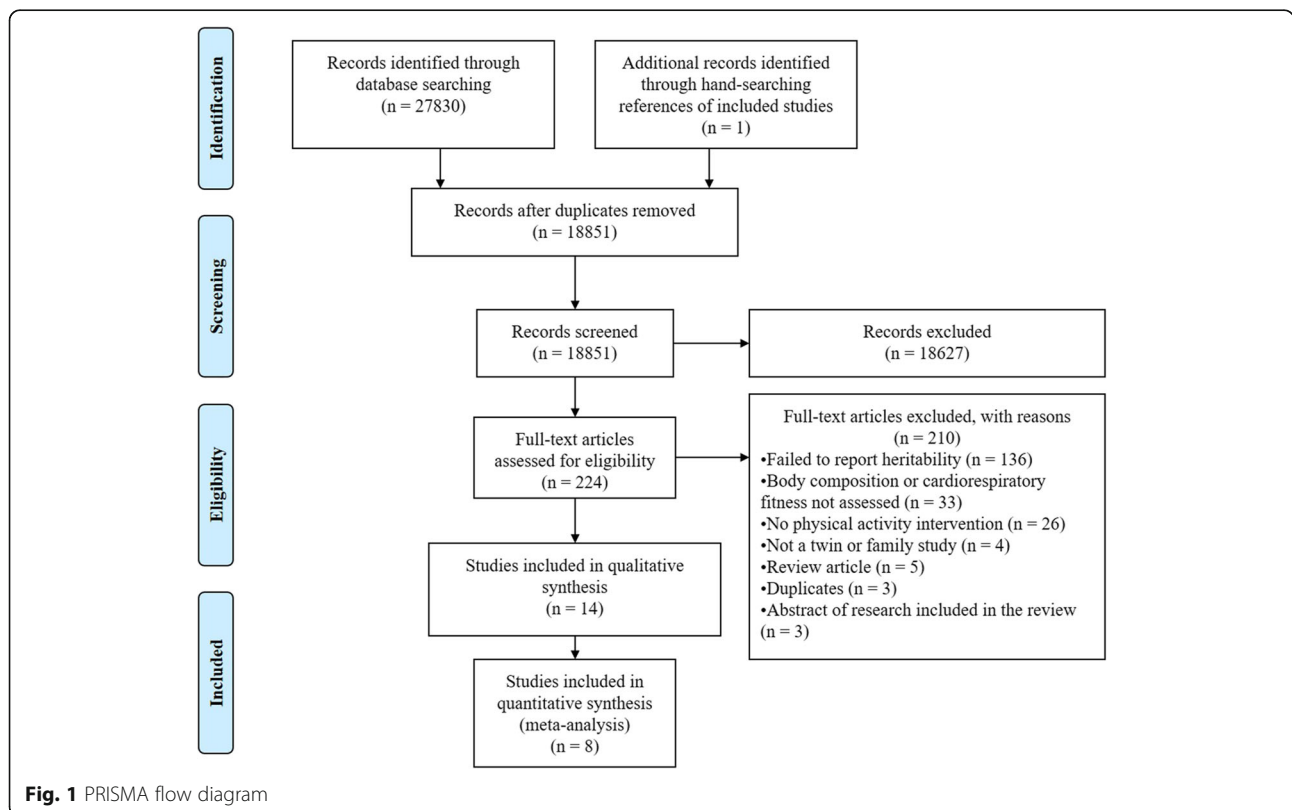 Identification
Records identified through
database searching
(n = 27830)
Additional records identified
through hand-searching
references of included studies
(n = 1)
Records after duplicates removed
(n = 18851)
Screening
Records screened
(n = 18851)
Records excluded
(n = 18627)
Eligibility
Full-text articles
assessed for eligibility
(n = 224)
Full-text articles excluded, with reasons
(n = 210)
•Failed to report heritability (n = 136)
•Body composition or cardiorespiratory
fitness not assessed (n = 33)
•No physical activity intervention (n = 26)
•Not a twin or family study (n = 4)
•Review article (n = 5)
•Duplicates (n = 3)
•Abstract of research included in the review
(n = 3)
Studies included in qualitative
synthesis
(n = 14)
Included
Studies included in
quantitative synthesis
(meta-analysis)
(n = 8)
Fig. 1 PRISMA flow diagram